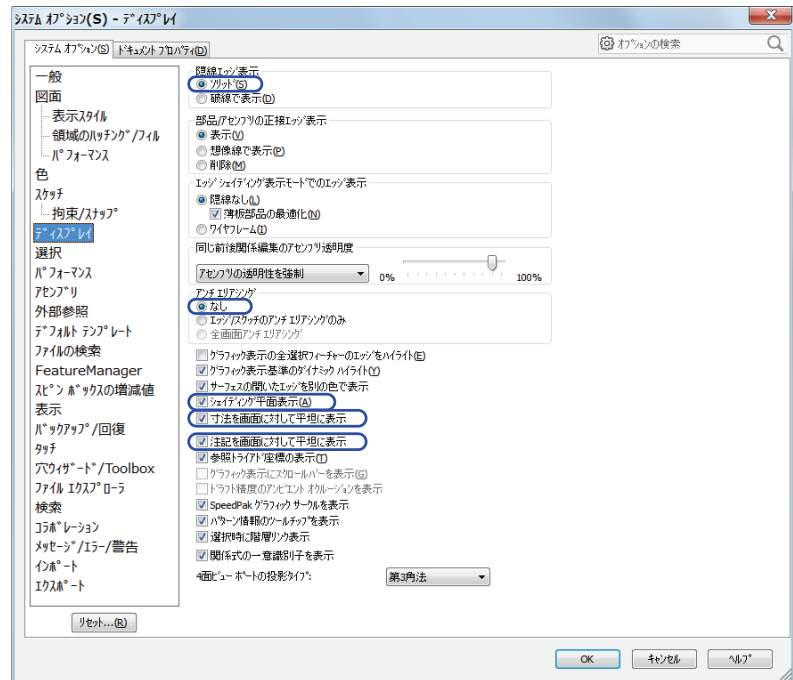 システム オプション(S) - ディスプレイ
システム オプション(S) ドキュメント プロパティ(D)
オプションの検索
一般
図面
表示スタイル
領域のハッチング/フィル
パフォーマンス
色
スケッチ
拘束/スナップ
ディスプレイ
選択
パフォーマンス
アセンブリ
外部参照
デフォルト テンプレート
ファイルの検索
FeatureManager
スピン ボックスの増減値
表示
バックアップ/回復
タッチ
穴ウィザード/Toolbox
ファイル エクスプローラ
検索
コラボレーション
メッセージ/エラー/警告
インポート
エクスポート
リセット...(R)
隠線エッジ表示
ソリッド(S)
破線で表示(D)
部品/アセンブリの正接エッジ表示
表示(V)
想像線で表示(P)
削除(M)
エッジ シェイディング表示モードでのエッジ表示
隠線なし(L)
薄板部品の最適化(N)
ワイヤフレーム(I)
同じ前後関係編集のアセンブリ透明度
アセンブリの透明性を強制
0%
100%
アンチ エリアシング
なし
エッジ/スケッチのアンチ エリアシングのみ
全画面アンチ エリアシング
グラフィック表示の全選択フィーチャーのエッジをハイライト(E)
グラフィック表示基準のダイナミック ハイライト(Y)
サーフェスの開いたエッジを別の色で表示
シェイディング平面表示(A)
寸法を画面に対して平坦に表示
注記を画面に対して平坦に表示
参照トライアド座標の表示(T)
グラフィック表示にスクロールバーを表示(G)
ドラフト精度のアンビエント オクルージョンを表示
SpeedPak グラフィック サークルを表示
パターン情報のツールチップを表示
選択時に階層リンク表示
関係式の一意識別子を表示
4面ビュー ポートの投影タイプ:
第3角法
OK
キャンセル
ヘルプ